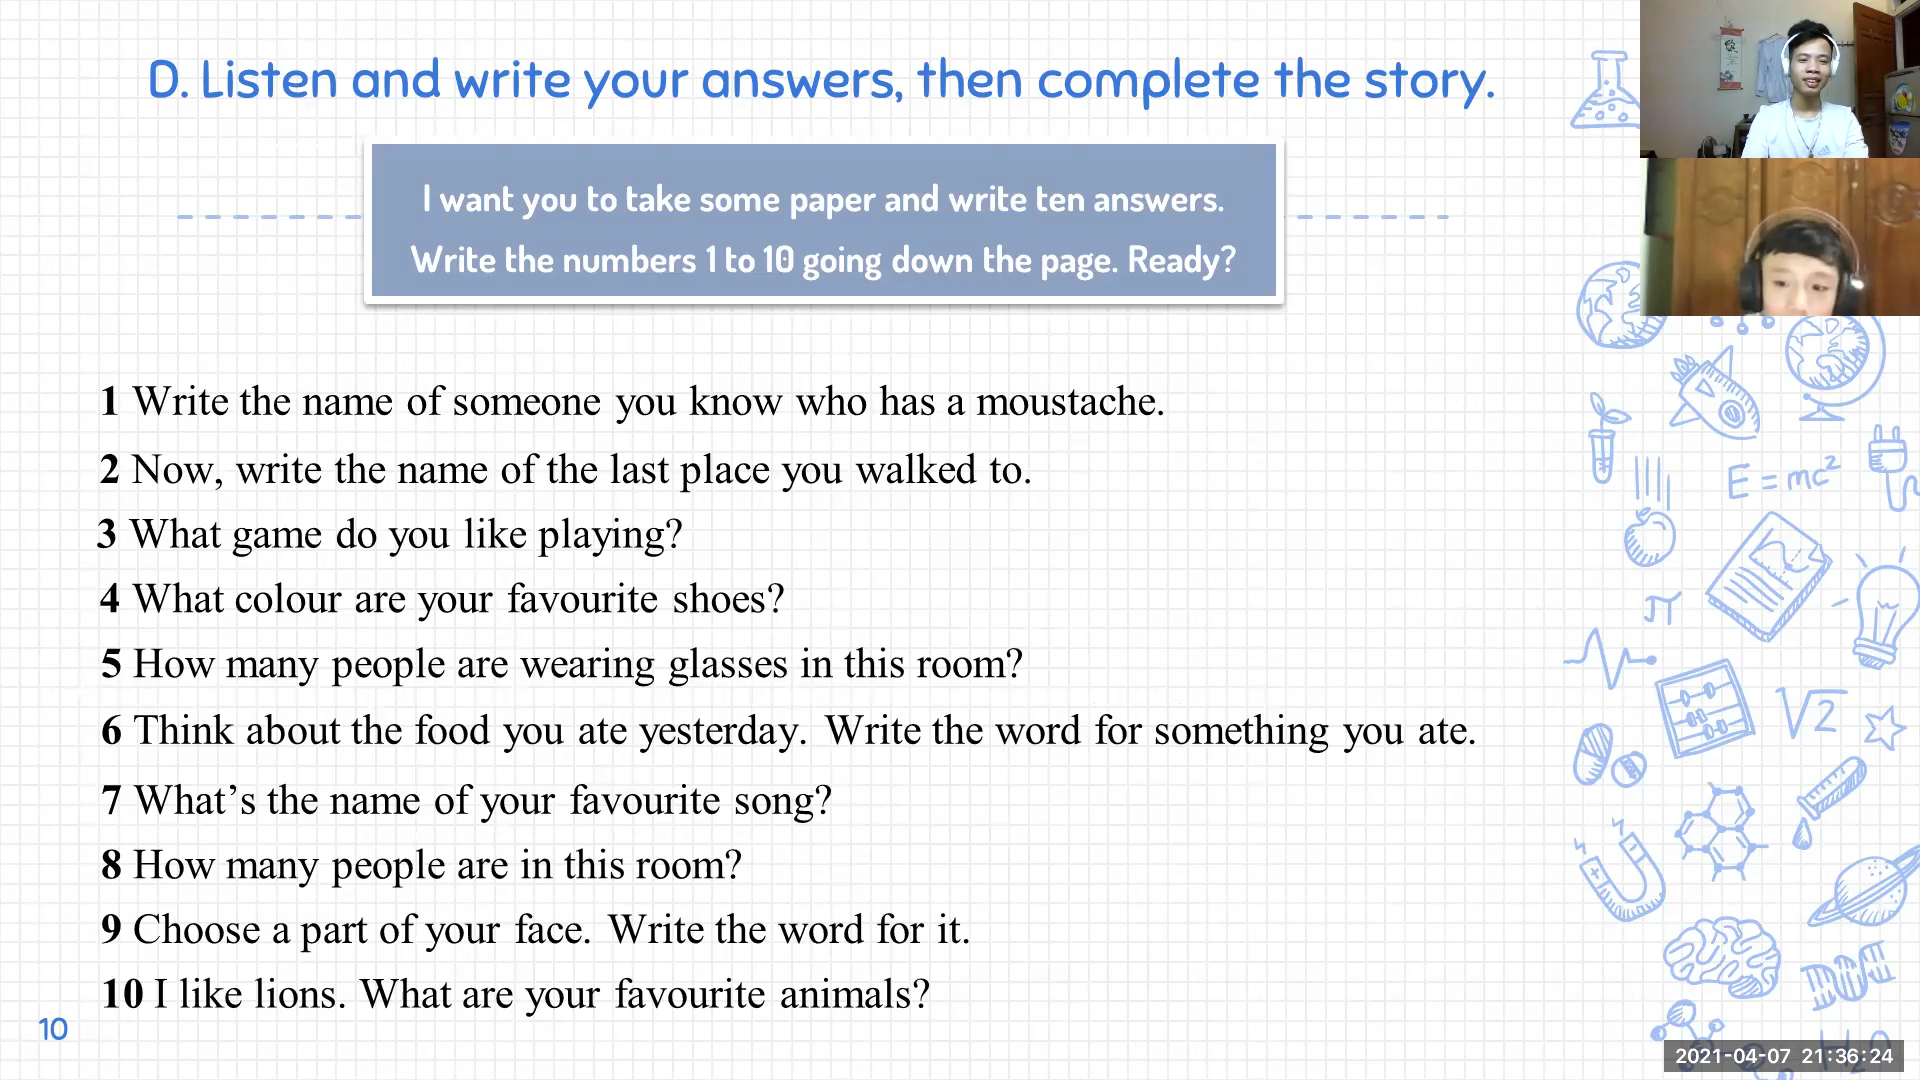 D. Listen and write your answers, then complete the story.
I want you to take some paper and write ten answers.
Write the numbers 1 to 10 going down the page. Ready?
1 Write the name of someone you know who has a moustache.
2 Now, write the name of the last place you walked to.
3 What game do you like playing?
4 What colour are your favourite shoes?
5 How many people are wearing glasses in this room?
6 Think about the food you ate yesterday. Write the word for something you ate.
7 What’s the name of your favourite song?
8 How many people are in this room?
9 Choose a part of your face. Write the word for it.
10 I like lions. What are your favourite animals?
10
E = mc²
π
√2
H₂O
2021-04-07 21:36:24